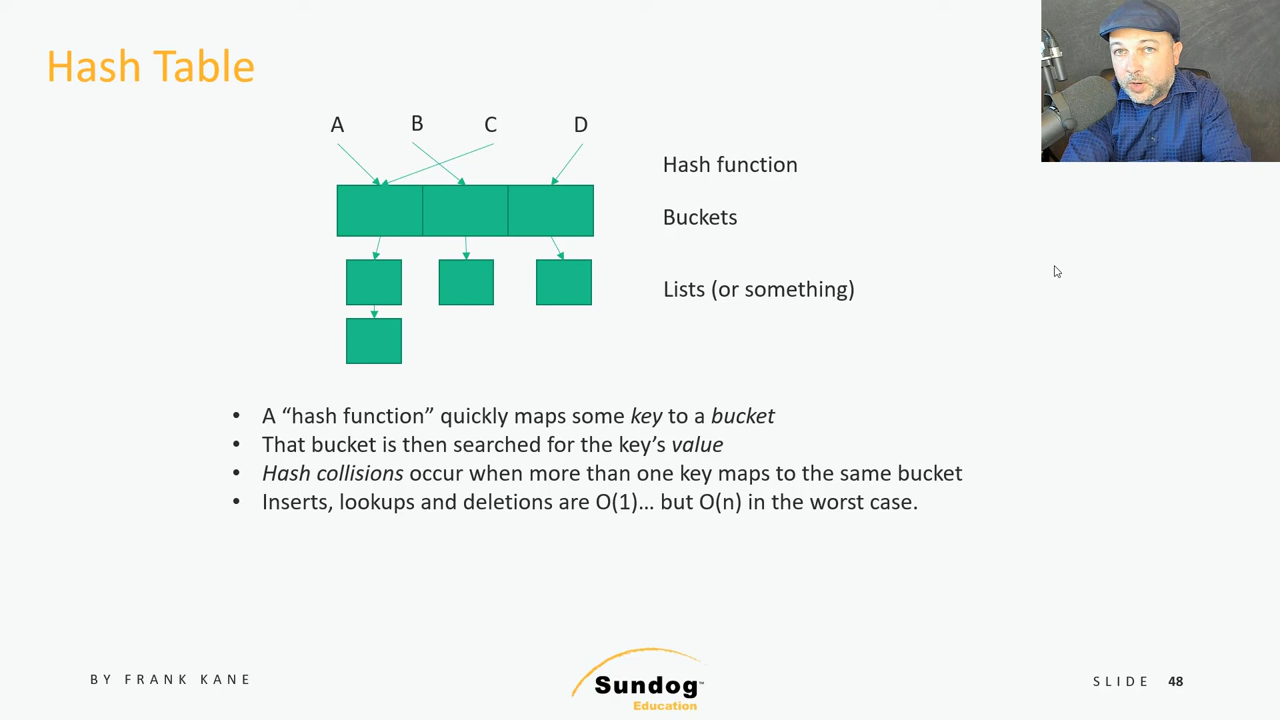 Hash Table
A B C D
Hash function
Buckets
Lists (or something)
• A “hash function” quickly maps some key to a bucket
• That bucket is then searched for the key’s value
• Hash collisions occur when more than one key maps to the same bucket
• Inserts, lookups and deletions are O(1)… but O(n) in the worst case.
BY FRANK KANE
Sundog™
Education
SLIDE 48